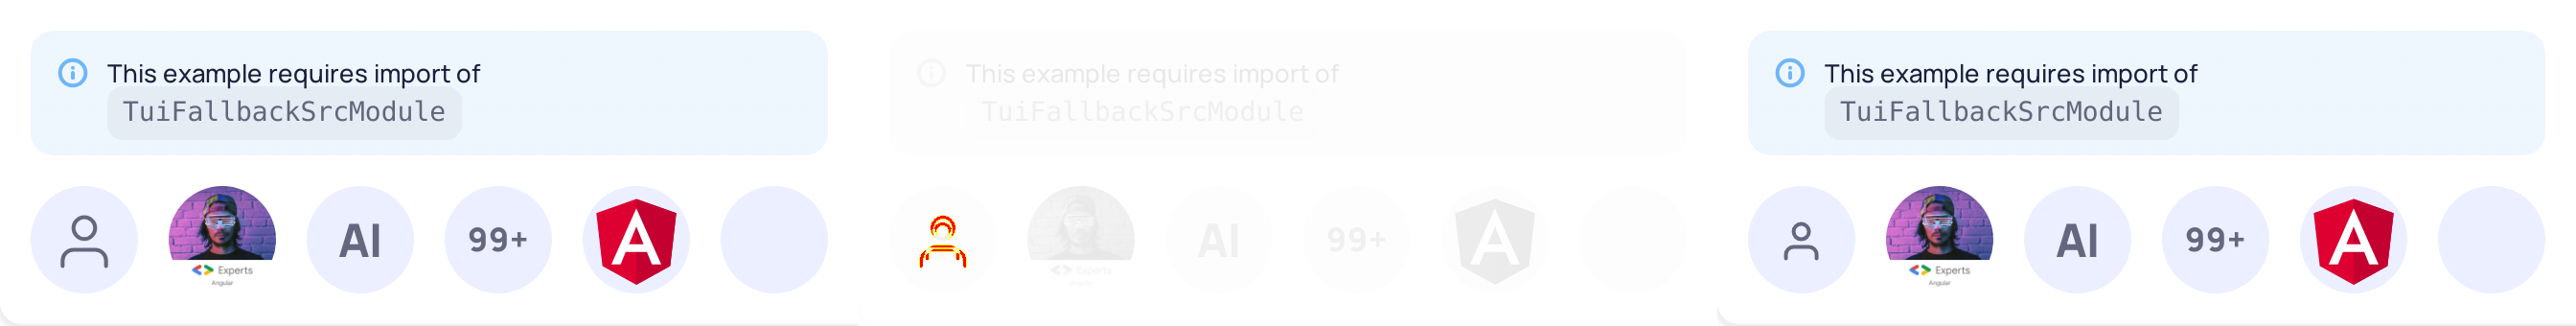 This example requires import of
TuiFallbackSrcModule
AI
99+
A
Experts
Angular
This example requires import of
TuiFallbackSrcModule
AI
99+
A
Experts
Angular
This example requires import of
TuiFallbackSrcModule
AI
99+
A
Experts
Angular